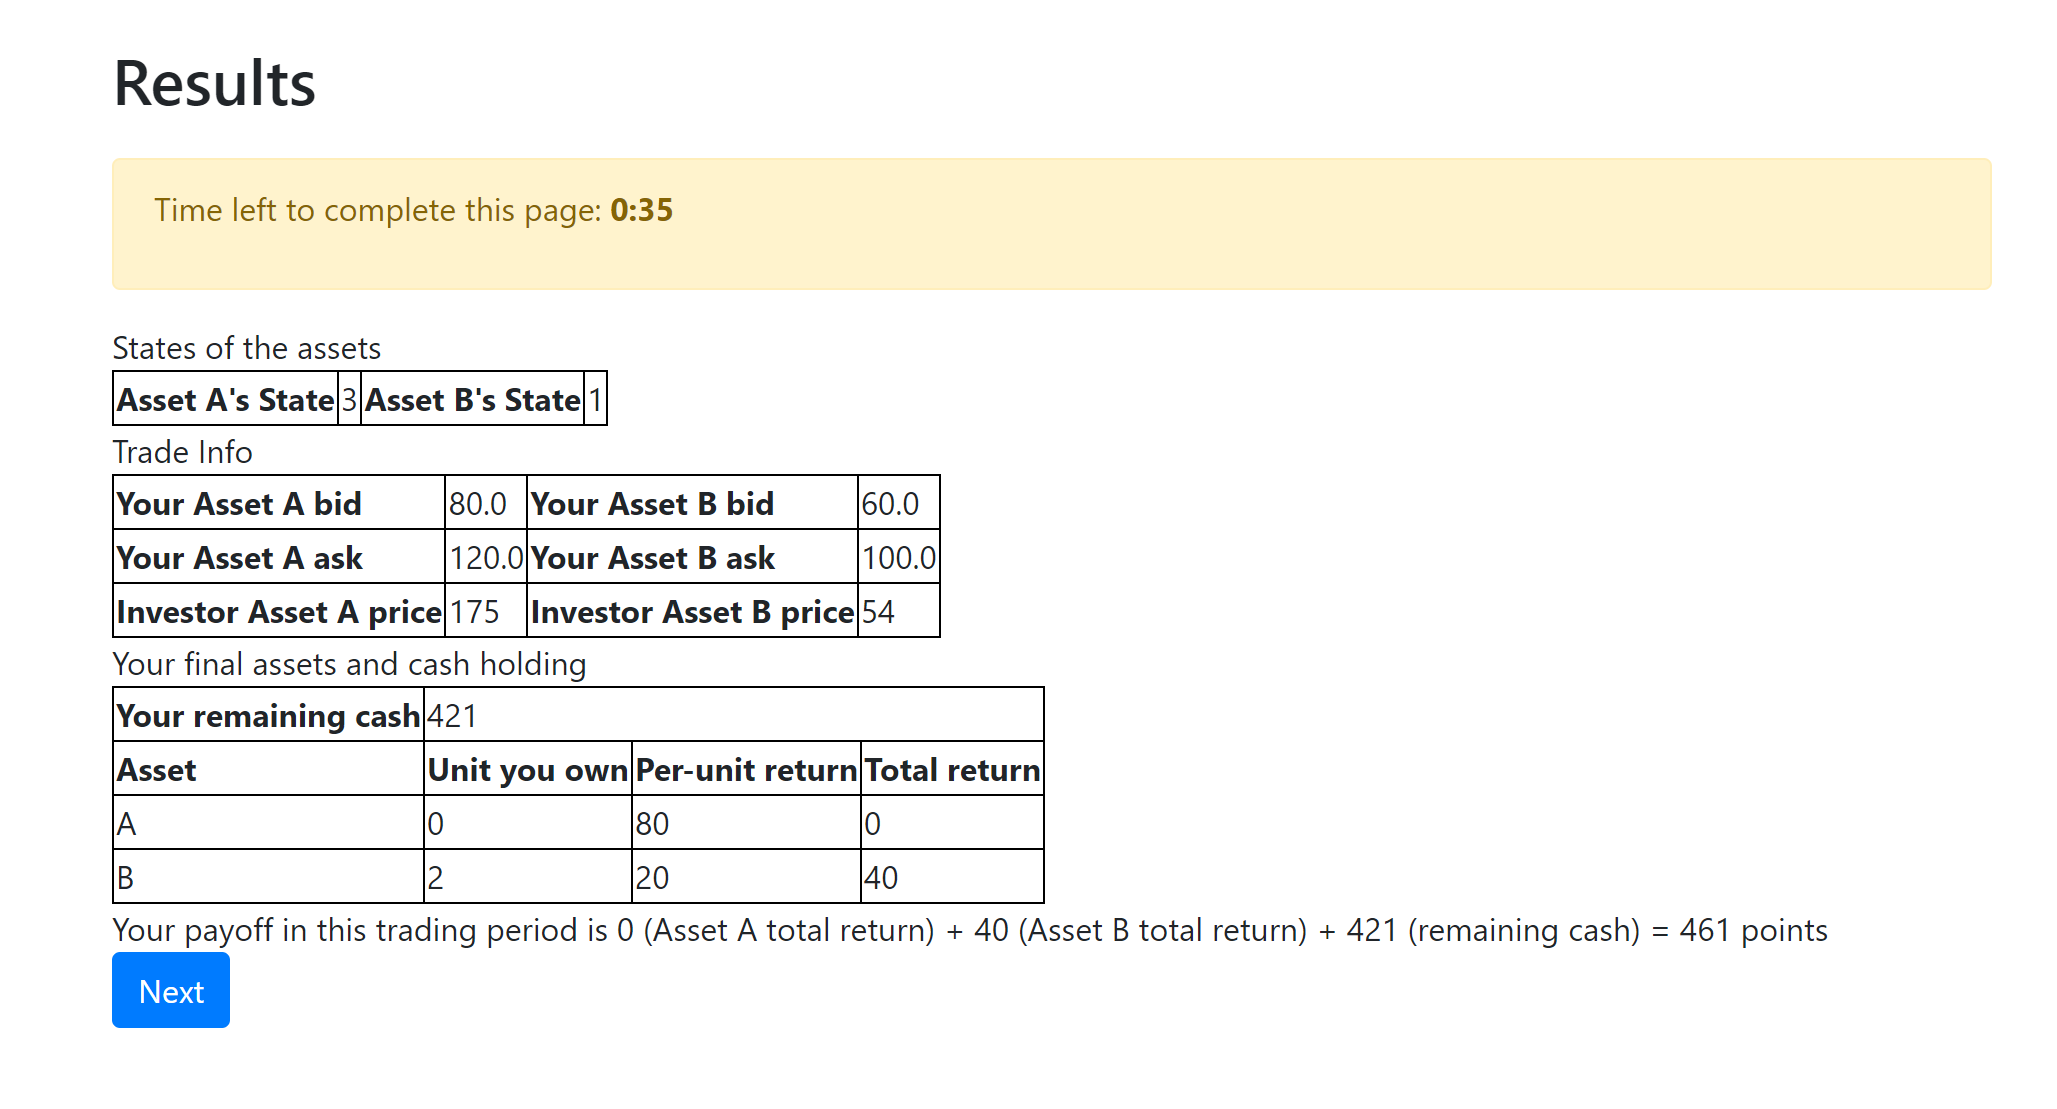 Results
Time left to complete this page: 0:35
States of the assets
Asset A's State 3 Asset B's State 1
Trade Info
Your Asset A bid 80.0 Your Asset B bid 60.0
Your Asset A ask 120.0 Your Asset B ask 100.0
Investor Asset A price 175 Investor Asset B price 54
Your final assets and cash holding
Your remaining cash 421
Asset Unit you own Per-unit return Total return
A 0 80 0
B 2 20 40
Your payoff in this trading period is 0 (Asset A total return) + 40 (Asset B total return) + 421 (remaining cash) = 461 points
Next